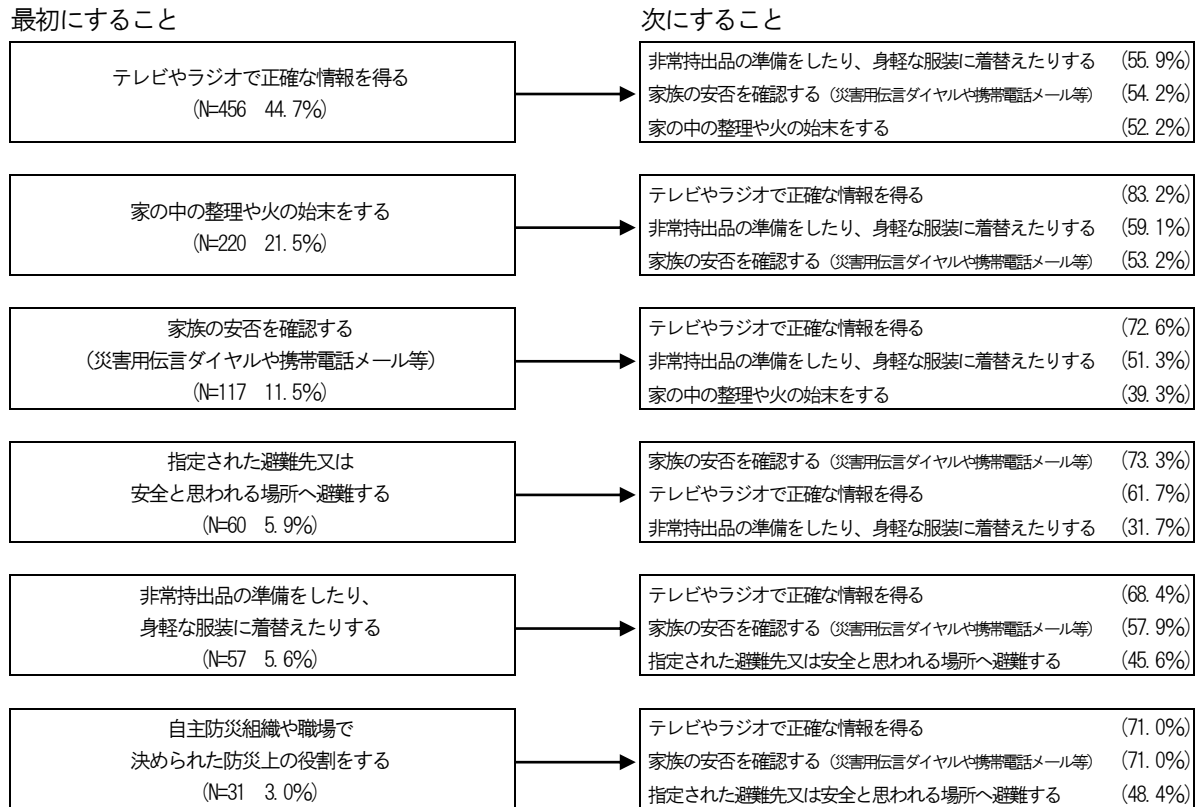 最初にすること
次にすること
テレビやラジオで正確な情報を得る
(N=456 44.7%)
非常持出品の準備をしたり、身軽な服装に着替えたりする (55.9%)
家族の安否を確認する（災害用伝言ダイヤルや携帯電話メール等） (54.2%)
家の中の整理や火の始末をする (52.2%)
家の中の整理や火の始末をする
(N=220 21.5%)
テレビやラジオで正確な情報を得る (83.2%)
非常持出品の準備をしたり、身軽な服装に着替えたりする (59.1%)
家族の安否を確認する（災害用伝言ダイヤルや携帯電話メール等） (53.2%)
家族の安否を確認する
（災害用伝言ダイヤルや携帯電話メール等）
(N=117 11.5%)
テレビやラジオで正確な情報を得る (72.6%)
非常持出品の準備をしたり、身軽な服装に着替えたりする (51.3%)
家の中の整理や火の始末をする (39.3%)
指定された避難先又は
安全と思われる場所へ避難する
(N=60 5.9%)
家族の安否を確認する（災害用伝言ダイヤルや携帯電話メール等） (73.3%)
テレビやラジオで正確な情報を得る (61.7%)
非常持出品の準備をしたり、身軽な服装に着替えたりする (31.7%)
非常持出品の準備をしたり、
身軽な服装に着替えたりする
(N=57 5.6%)
テレビやラジオで正確な情報を得る (68.4%)
家族の安否を確認する（災害用伝言ダイヤルや携帯電話メール等） (57.9%)
指定された避難先又は安全と思われる場所へ避難する (45.6%)
自主防災組織や職場で
決められた防災上の役割をする
(N=31 3.0%)
テレビやラジオで正確な情報を得る (71.0%)
家族の安否を確認する（災害用伝言ダイヤルや携帯電話メール等） (71.0%)
指定された避難先又は安全と思われる場所へ避難する (48.4%)